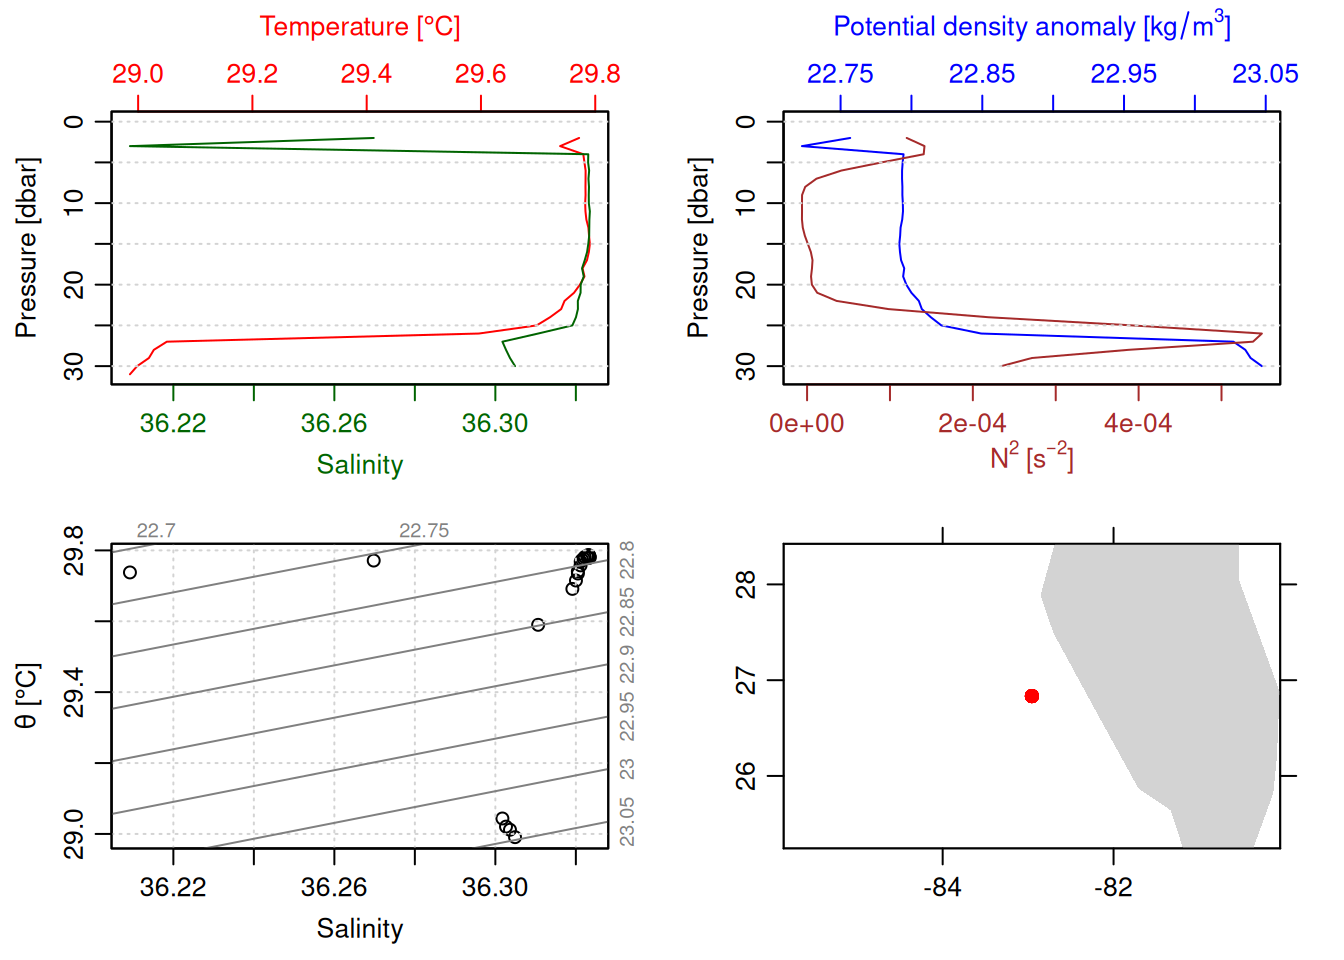 Temperature [°C]
29.0 29.2 29.4 29.6 29.8
Pressure [dbar]
0
10
20
30
36.22 36.26 36.30
Salinity
Potential density anomaly [kg/m³]
22.75 22.85 22.95 23.05
Pressure [dbar]
0
10
20
30
0e+00 2e-04 4e-04
N² [s⁻²]
22.7 22.75
θ [°C]
29.8
29.4
29.0
22.8
22.85
22.9
22.95
23
23.05
36.22 36.26 36.30
Salinity
28
27
26
-84 -82